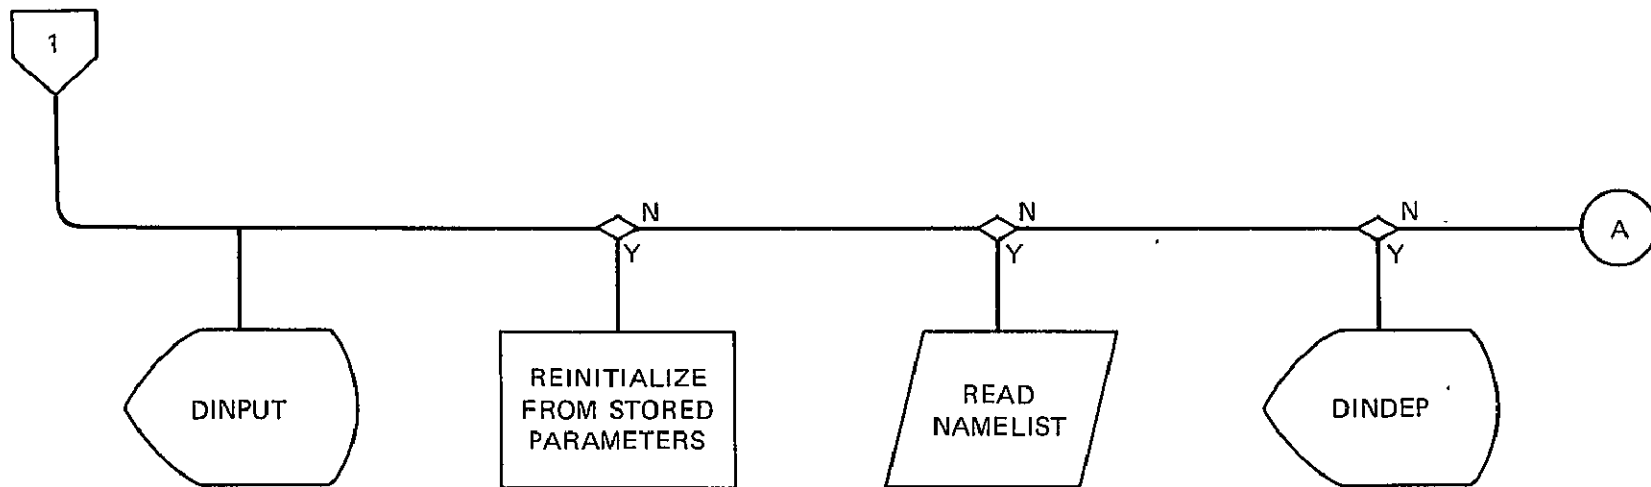 1
N
N
N
A
Y
Y
Y
DINPUT
REINITIALIZE
FROM STORED
PARAMETERS
READ
NAMELIST
DINDEP